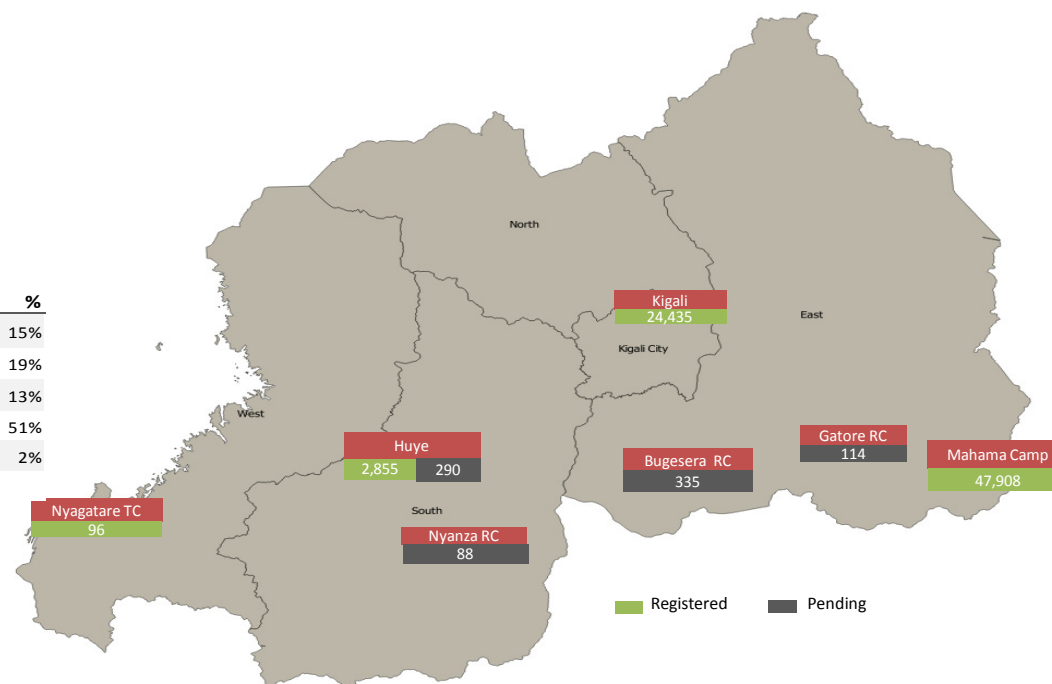 North
%
15%
19%
13%
51%
2%
Kigali
24,435
Kigali City
East
West
Huye
2,855 290
Gatore RC
114
Bugesera RC
335
Mahama Camp
47,908
Nyagatare TC
96
South
Nyanza RC
88
Registered Pending